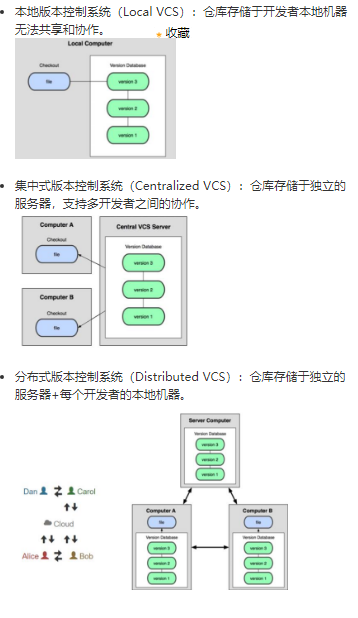 本地版本控制系统（Local VCS）：仓库存储于开发者本地机器
无法共享和协作。
收藏
Local Computer
Checkout
Version Database
file
version 3
version 2
version 1
集中式版本控制系统（Centralized VCS）：仓库存储于独立的
服务器，支持多开发者之间的协作。
Computer A
Central VCS Server
Checkout
Version Database
file
version 3
Computer B
version 2
Checkout
version 1
file
分布式版本控制系统（Distributed VCS）：仓库存储于独立的
服务器+每个开发者的本地机器。
Server Computer
Version Database
version 3
version 2
version 1
Dan
Carol
Cloud
Alice
Bob
Computer A
Computer B
file
file
Version Database
Version Database
version 3
version 3
version 2
version 2
version 1
version 1